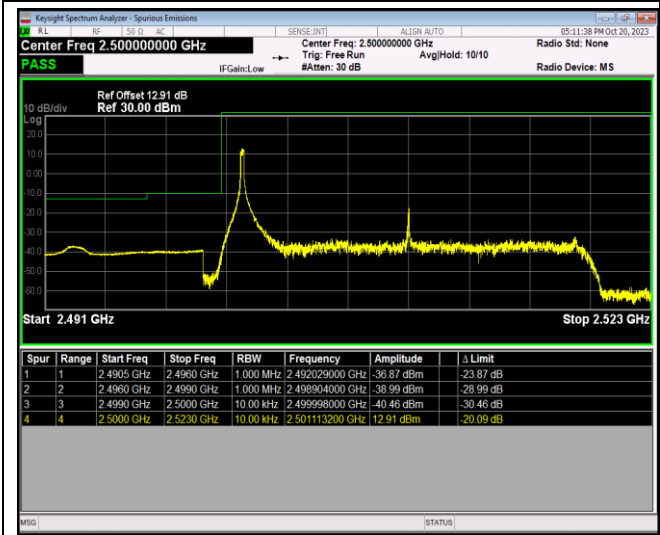 Keysight Spectrum Analyzer - Spurious Emissions
RL RF 50 Ω AC SENSE:INT ALIGN AUTO 05:11:38 PM Oct 20, 2023
Center Freq 2.500000000 GHz Center Freq: 2.500000000 GHz Radio Std: None
Trig: Free Run Avg|Hold: 10/10
PASS IFGain:Low #Atten: 30 dB Radio Device: MS
Ref Offset 12.91 dB
10 dB/div Ref 30.00 dBm
Log
20.0
10.0
0.00
-10.0
-20.0
-30.0
-40.0
-50.0
-60.0
Start 2.491 GHz Stop 2.523 GHz
Spur Range Start Freq Stop Freq RBW Frequency Amplitude Δ Limit
1 1 2.4905 GHz 2.4960 GHz 1.000 MHz 2.492029000 GHz -36.87 dBm -23.87 dB
2 2 2.4960 GHz 2.4990 GHz 1.000 MHz 2.498904000 GHz -38.99 dBm -28.99 dB
3 3 2.4990 GHz 2.5000 GHz 10.00 kHz 2.499998000 GHz -40.46 dBm -30.46 dB
4 4 2.5000 GHz 2.5230 GHz 10.00 kHz 2.501113200 GHz 12.91 dBm -20.09 dB
MSG STATUS